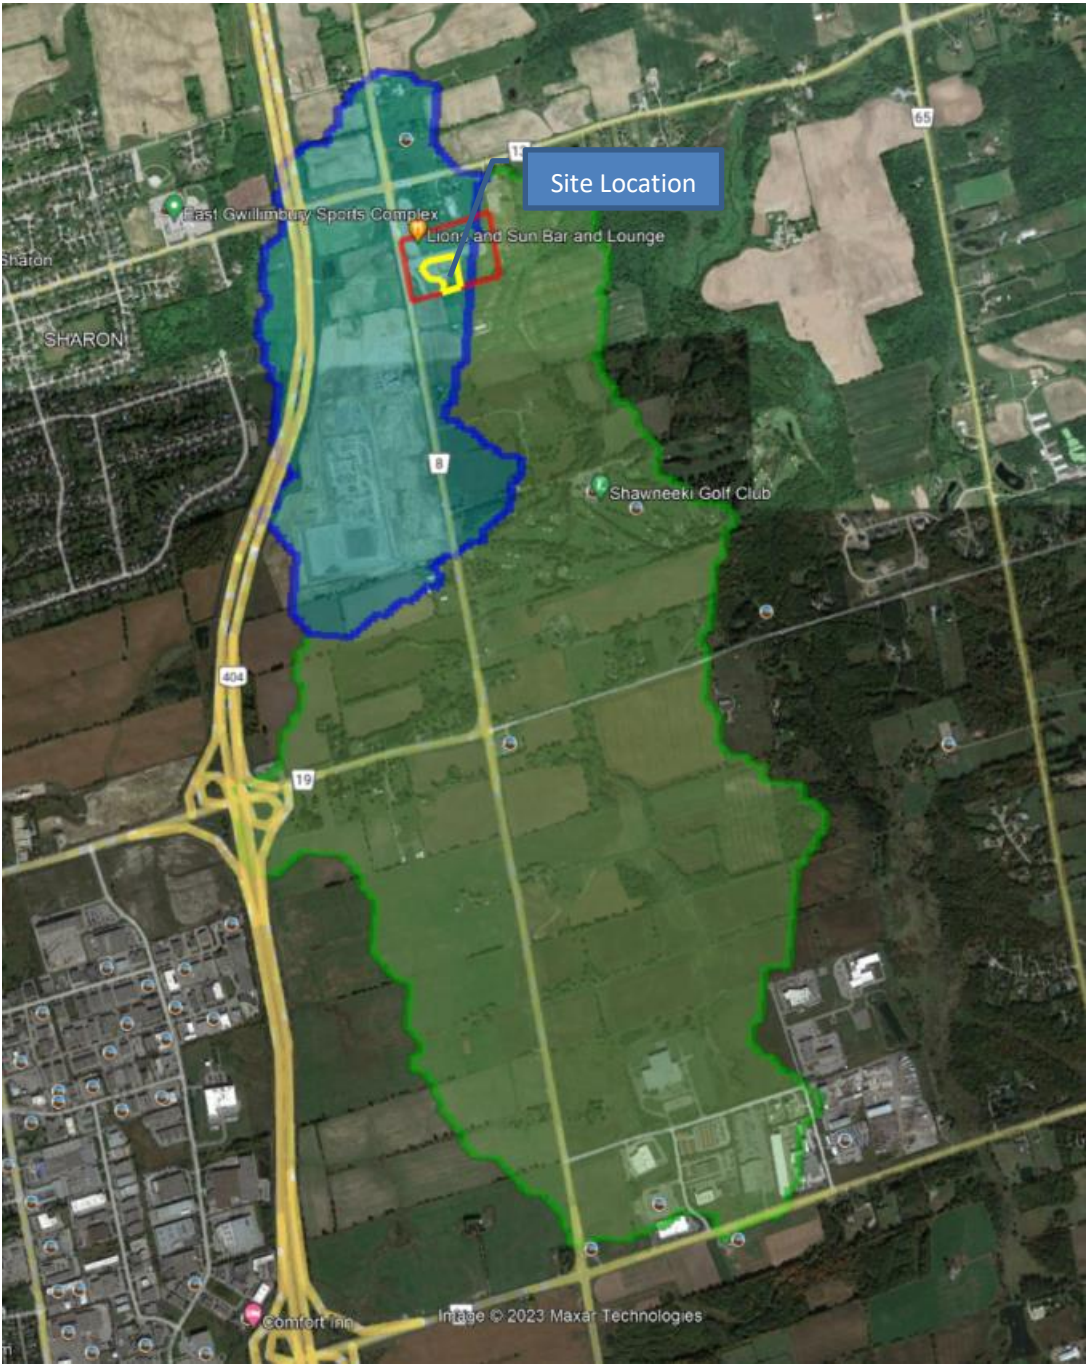 65
Site Location
East Gwillimbury Sports Complex
Lions and Sun Bar and Lounge
Sharon
SHARON
8
Shawneeki Golf Club
404
19
Comfort Inn
Image © 2023 Maxar Technologies